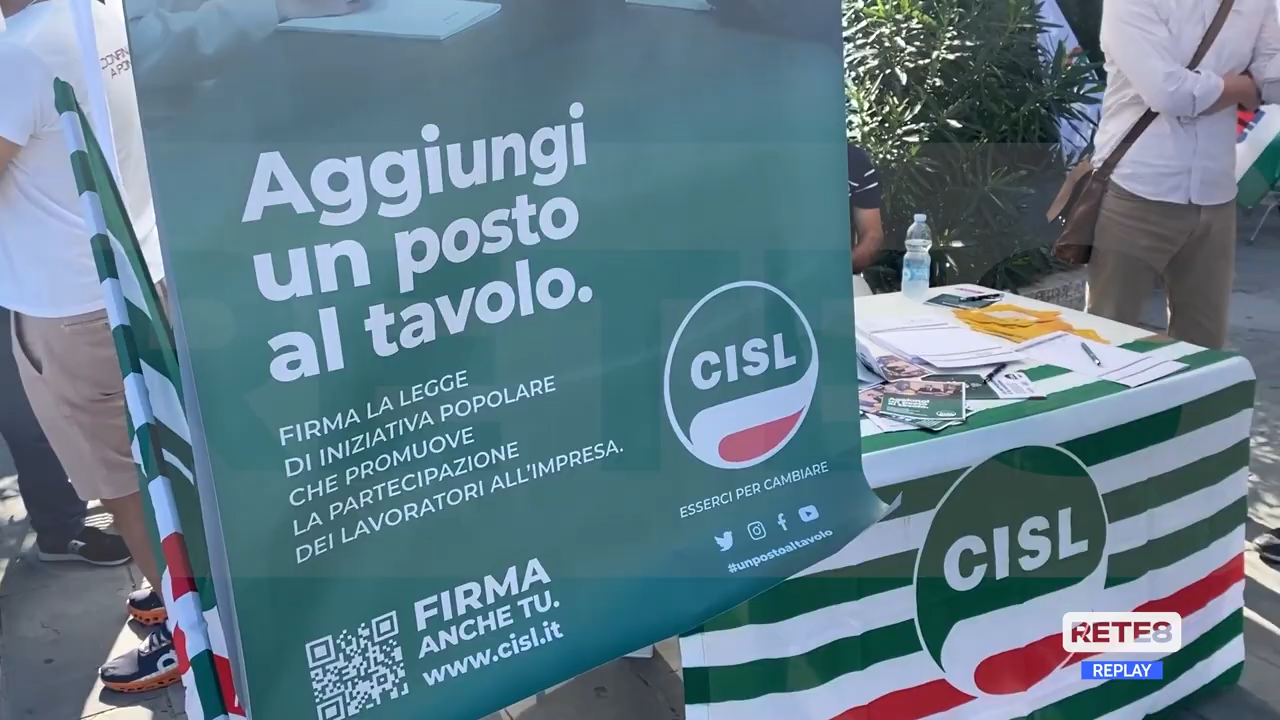 Aggiungi
un posto
al tavolo.
FIRMA LA LEGGE
DI INIZIATIVA POPOLARE
CHE PROMUOVE
LA PARTECIPAZIONE
DEI LAVORATORI ALL'IMPRESA.
CISL
ESSERCI PER CAMBIARE
#unpostoaltavolo
FIRMA
ANCHE TU.
www.cisl.it
CISL
RETE8
REPLAY